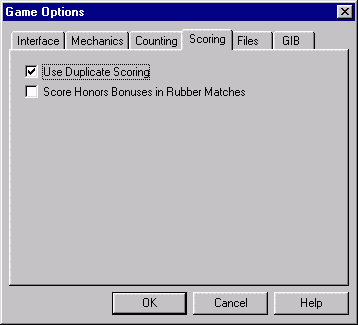 Game Options
Interface Mechanics Counting Scoring Files GIB
Use Duplicate Scoring
Score Honors Bonuses in Rubber Matches
OK Cancel Help